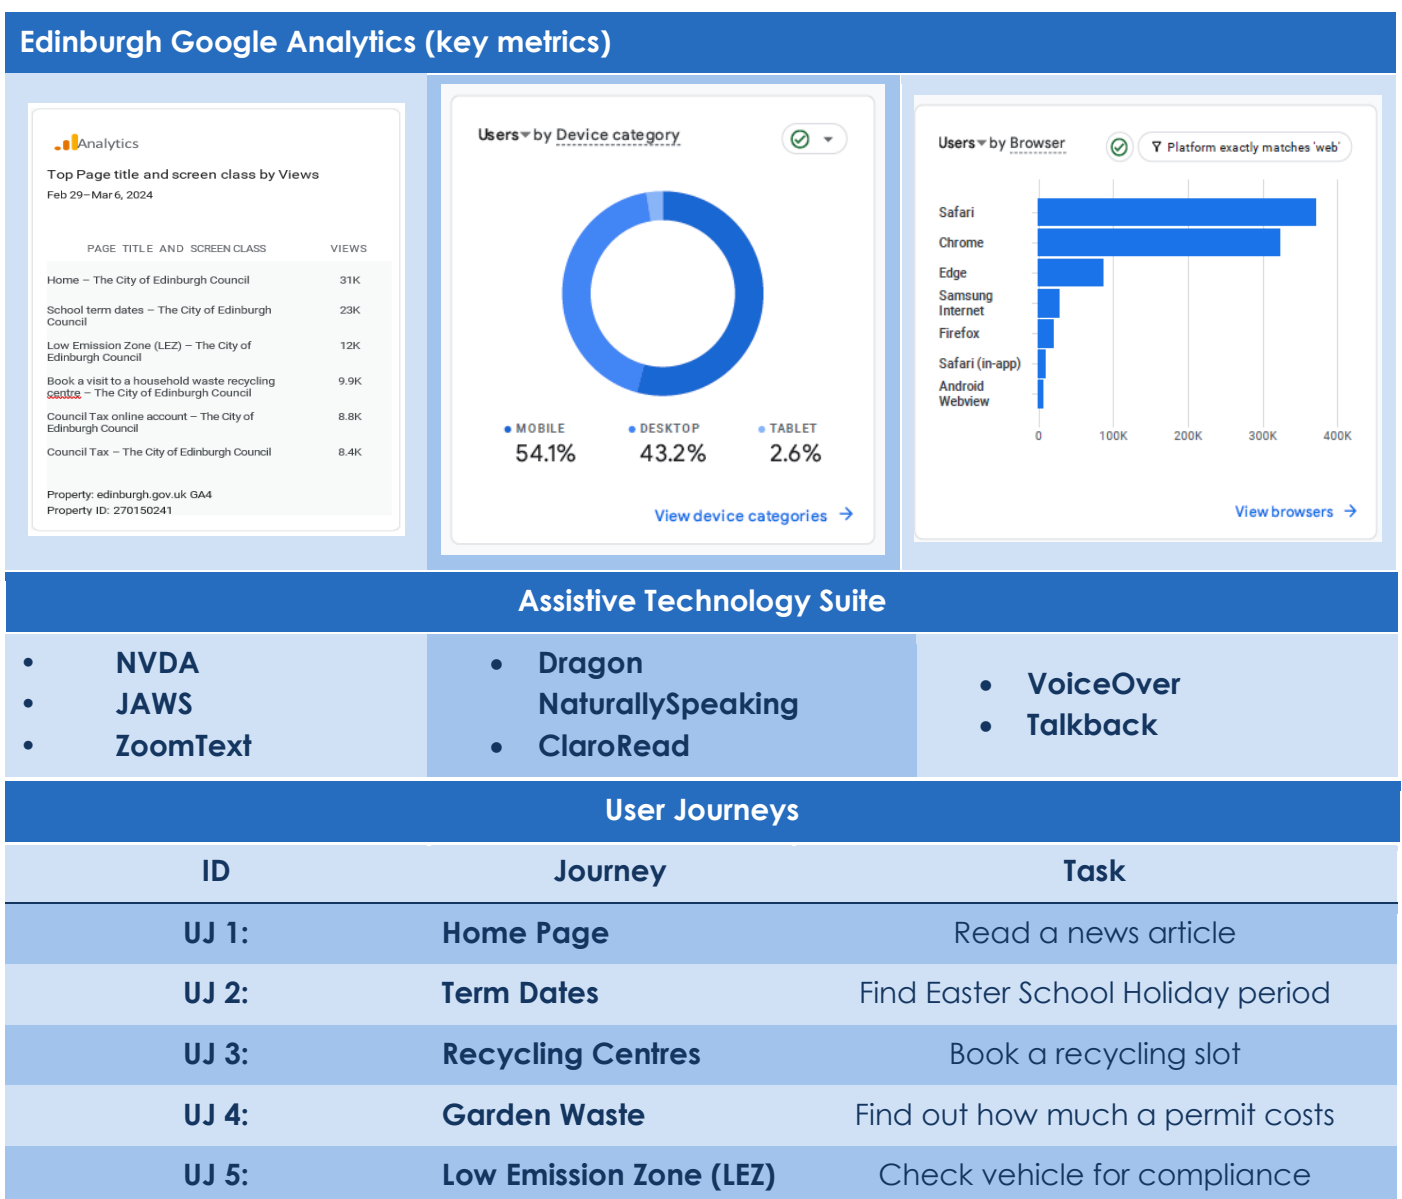 Edinburgh Google Analytics (key metrics)
Analytics
Top Page title and screen class by Views
Feb 29–Mar 6, 2024
PAGE TITLE AND SCREEN CLASS VIEWS
Home – The City of Edinburgh Council 31K
School term dates – The City of Edinburgh 23K
Council
Low Emission Zone (LEZ) – The City of 12K
Edinburgh Council
Book a visit to a household waste recycling 9.9K
centre – The City of Edinburgh Council
Council Tax online account – The City of 8.8K
Edinburgh Council
Council Tax – The City of Edinburgh Council 8.4K
Property: edinburgh.gov.uk GA4
Property ID: 270150241
Users by Device category
MOBILE DESKTOP TABLET
54.1% 43.2% 2.6%
View device categories
Users by Browser Platform exactly matches 'web'
Safari
Chrome
Edge
Samsung
Internet
Firefox
Safari (in-app)
Android
Webview
0 100K 200K 300K 400K
View browsers
Assistive Technology Suite
• NVDA
• JAWS
• ZoomText
• Dragon
NaturallySpeaking
• ClaroRead
• VoiceOver
• Talkback
User Journeys
ID Journey Task
UJ 1: Home Page Read a news article
UJ 2: Term Dates Find Easter School Holiday period
UJ 3: Recycling Centres Book a recycling slot
UJ 4: Garden Waste Find out how much a permit costs
UJ 5: Low Emission Zone (LEZ) Check vehicle for compliance